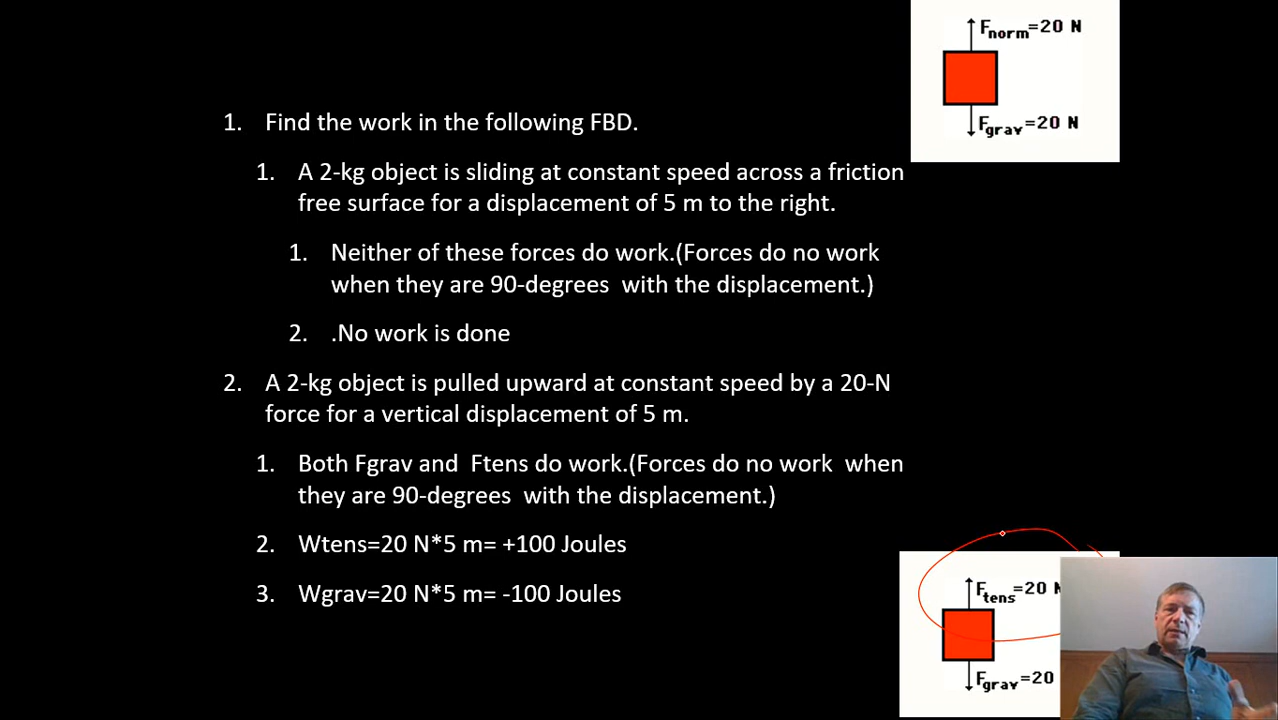 Fnorm=20 N
Fgrav=20 N
1. Find the work in the following FBD.
1. A 2-kg object is sliding at constant speed across a friction
free surface for a displacement of 5 m to the right.
1. Neither of these forces do work.(Forces do no work
when they are 90-degrees with the displacement.)
2. .No work is done
2. A 2-kg object is pulled upward at constant speed by a 20-N
force for a vertical displacement of 5 m.
1. Both Fgrav and Ftens do work.(Forces do no work when
they are 90-degrees with the displacement.)
2. Wtens=20 N*5 m= +100 Joules
3. Wgrav=20 N*5 m= -100 Joules
Ftens=20 N
Fgrav=20